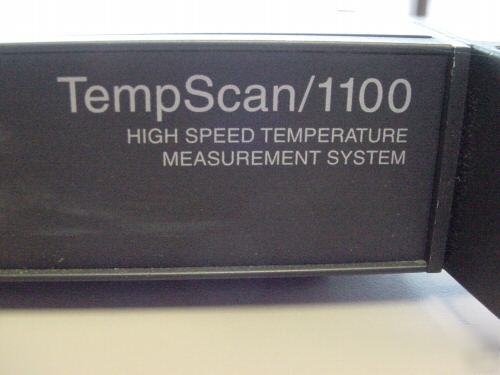 TempScan/1100
HIGH SPEED TEMPERATURE
MEASUREMENT SYSTEM